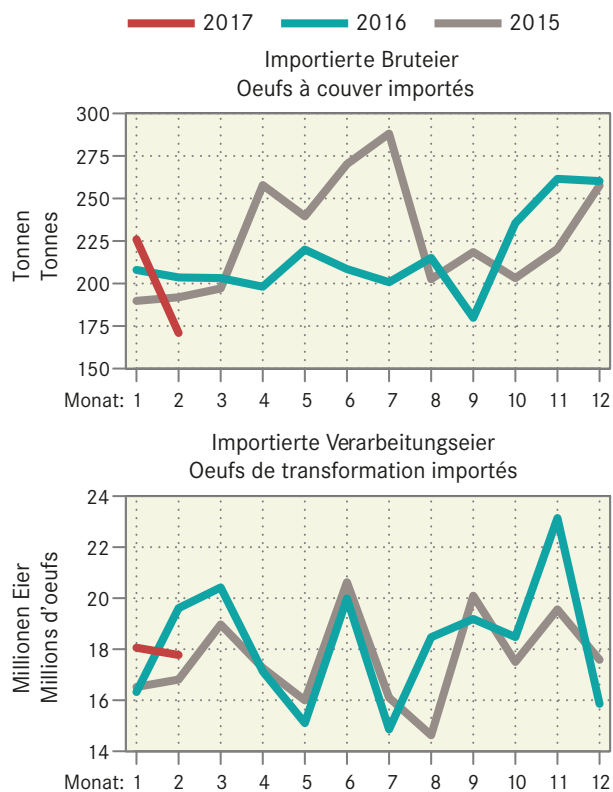 2017 2016 2015
Importierte Bruteier
Oeufs à couver importés
Tonnen
Tonnes
300
275
250
225
200
175
150
Monat: 1 2 3 4 5 6 7 8 9 10 11 12
Importierte Verarbeitungseier
Oeufs de transformation importés
Millionen Eier
Millions d'oeufs
24
22
20
18
16
14
Monat: 1 2 3 4 5 6 7 8 9 10 11 12